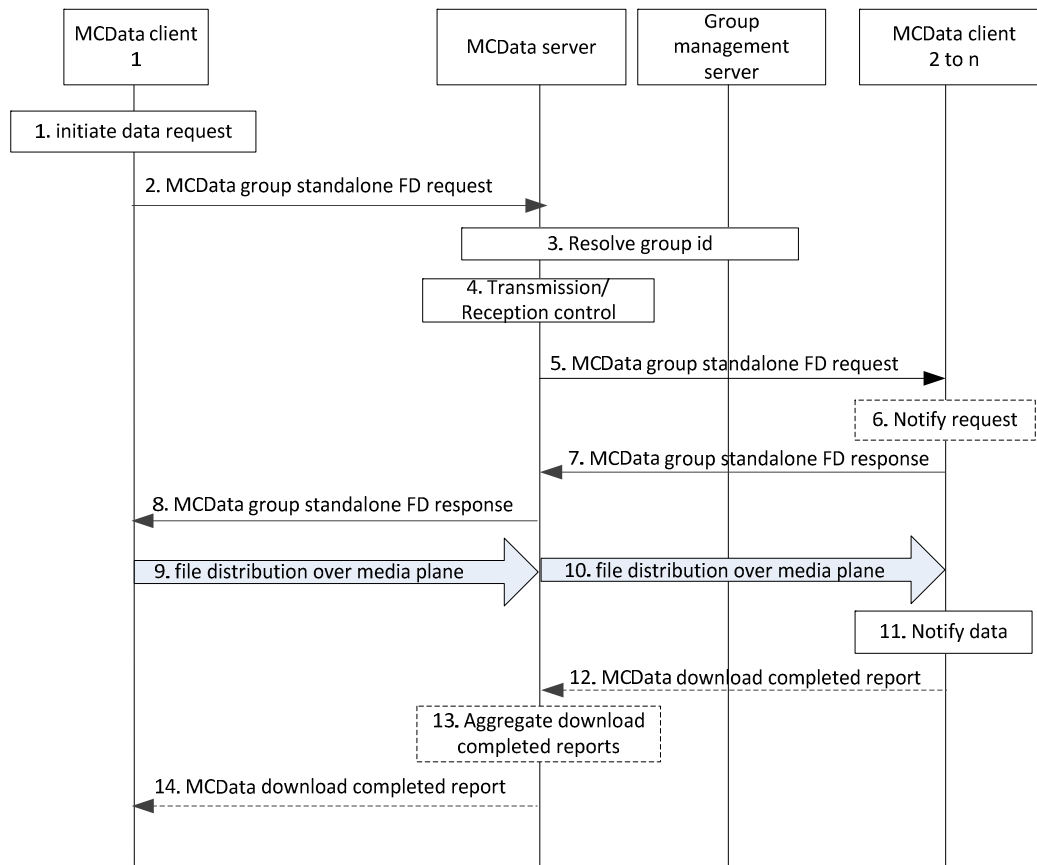 MCData client
1
MCData server
Group
management
server
MCData client
2 to n
1. initiate data request
2. MCData group standalone FD request
3. Resolve group id
4. Transmission/
Reception control
5. MCData group standalone FD request
6. Notify request
7. MCData group standalone FD response
8. MCData group standalone FD response
9. file distribution over media plane
10. file distribution over media plane
11. Notify data
12. MCData download completed report
13. Aggregate download
completed reports
14. MCData download completed report